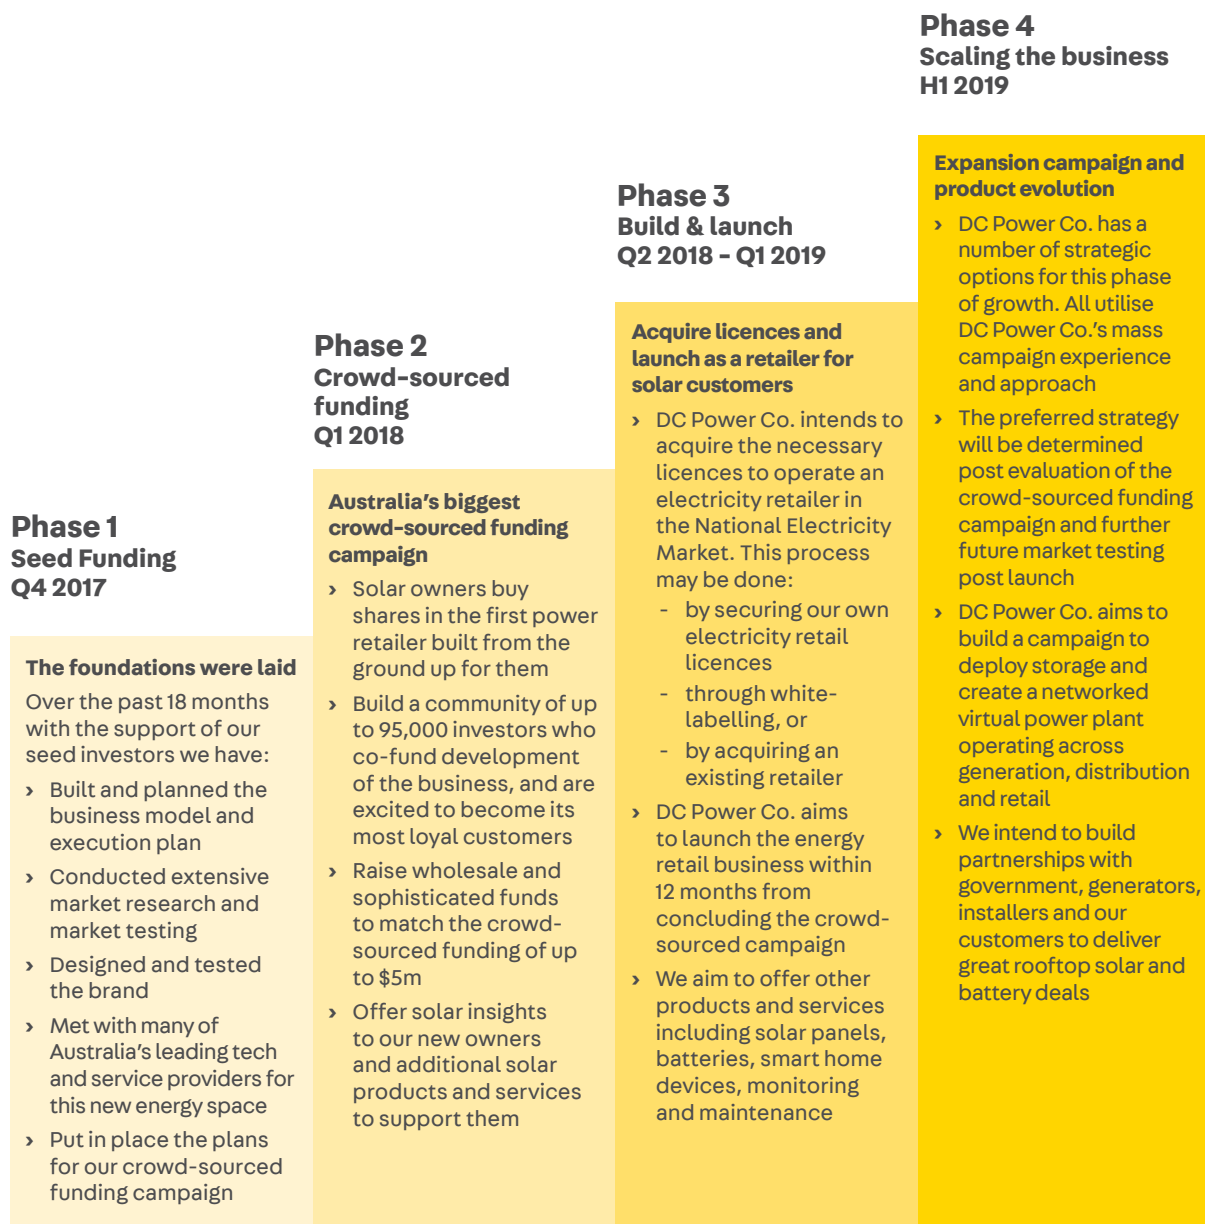 Phase 1
Seed Funding
Q4 2017
The foundations were laid
Over the past 18 months
with the support of our
seed investors we have:
› Built and planned the
business model and
execution plan
› Conducted extensive
market research and
market testing
› Designed and tested
the brand
› Met with many of
Australia's leading tech
and service providers for
this new energy space
› Put in place the plans
for our crowd-sourced
funding campaign
Phase 2
Crowd-sourced
funding
Q1 2018
Australia's biggest
crowd-sourced funding
campaign
› Solar owners buy
shares in the first power
retailer built from the
ground up for them
› Build a community of up
to 95,000 investors who
co-fund development
of the business, and are
excited to become its
most loyal customers
› Raise wholesale and
sophisticated funds
to match the crowd-
sourced funding of up
to $5m
› Offer solar insights
to our new owners
and additional solar
products and services
to support them
Phase 3
Build & launch
Q2 2018 – Q1 2019
Acquire licences and
launch as a retailer for
solar customers
› DC Power Co. intends to
acquire the necessary
licences to operate an
electricity retailer in
the National Electricity
Market. This process
may be done:
- by securing our own
electricity retail
licences
- through white-
labelling, or
- by acquiring an
existing retailer
› DC Power Co. aims
to launch the energy
retail business within
12 months from
concluding the crowd-
sourced campaign
› We aim to offer other
products and services
including solar panels,
batteries, smart home
devices, monitoring
and maintenance
Phase 4
Scaling the business
H1 2019
Expansion campaign and
product evolution
› DC Power Co. has a
number of strategic
options for this phase
of growth. All utilise
DC Power Co.'s mass
campaign experience
and approach
› The preferred strategy
will be determined
post evaluation of the
crowd-sourced funding
campaign and further
future market testing
post launch
› DC Power Co. aims to
build a campaign to
deploy storage and
create a networked
virtual power plant
operating across
generation, distribution
and retail
› We intend to build
partnerships with
government, generators,
installers and our
customers to deliver
great rooftop solar and
battery deals